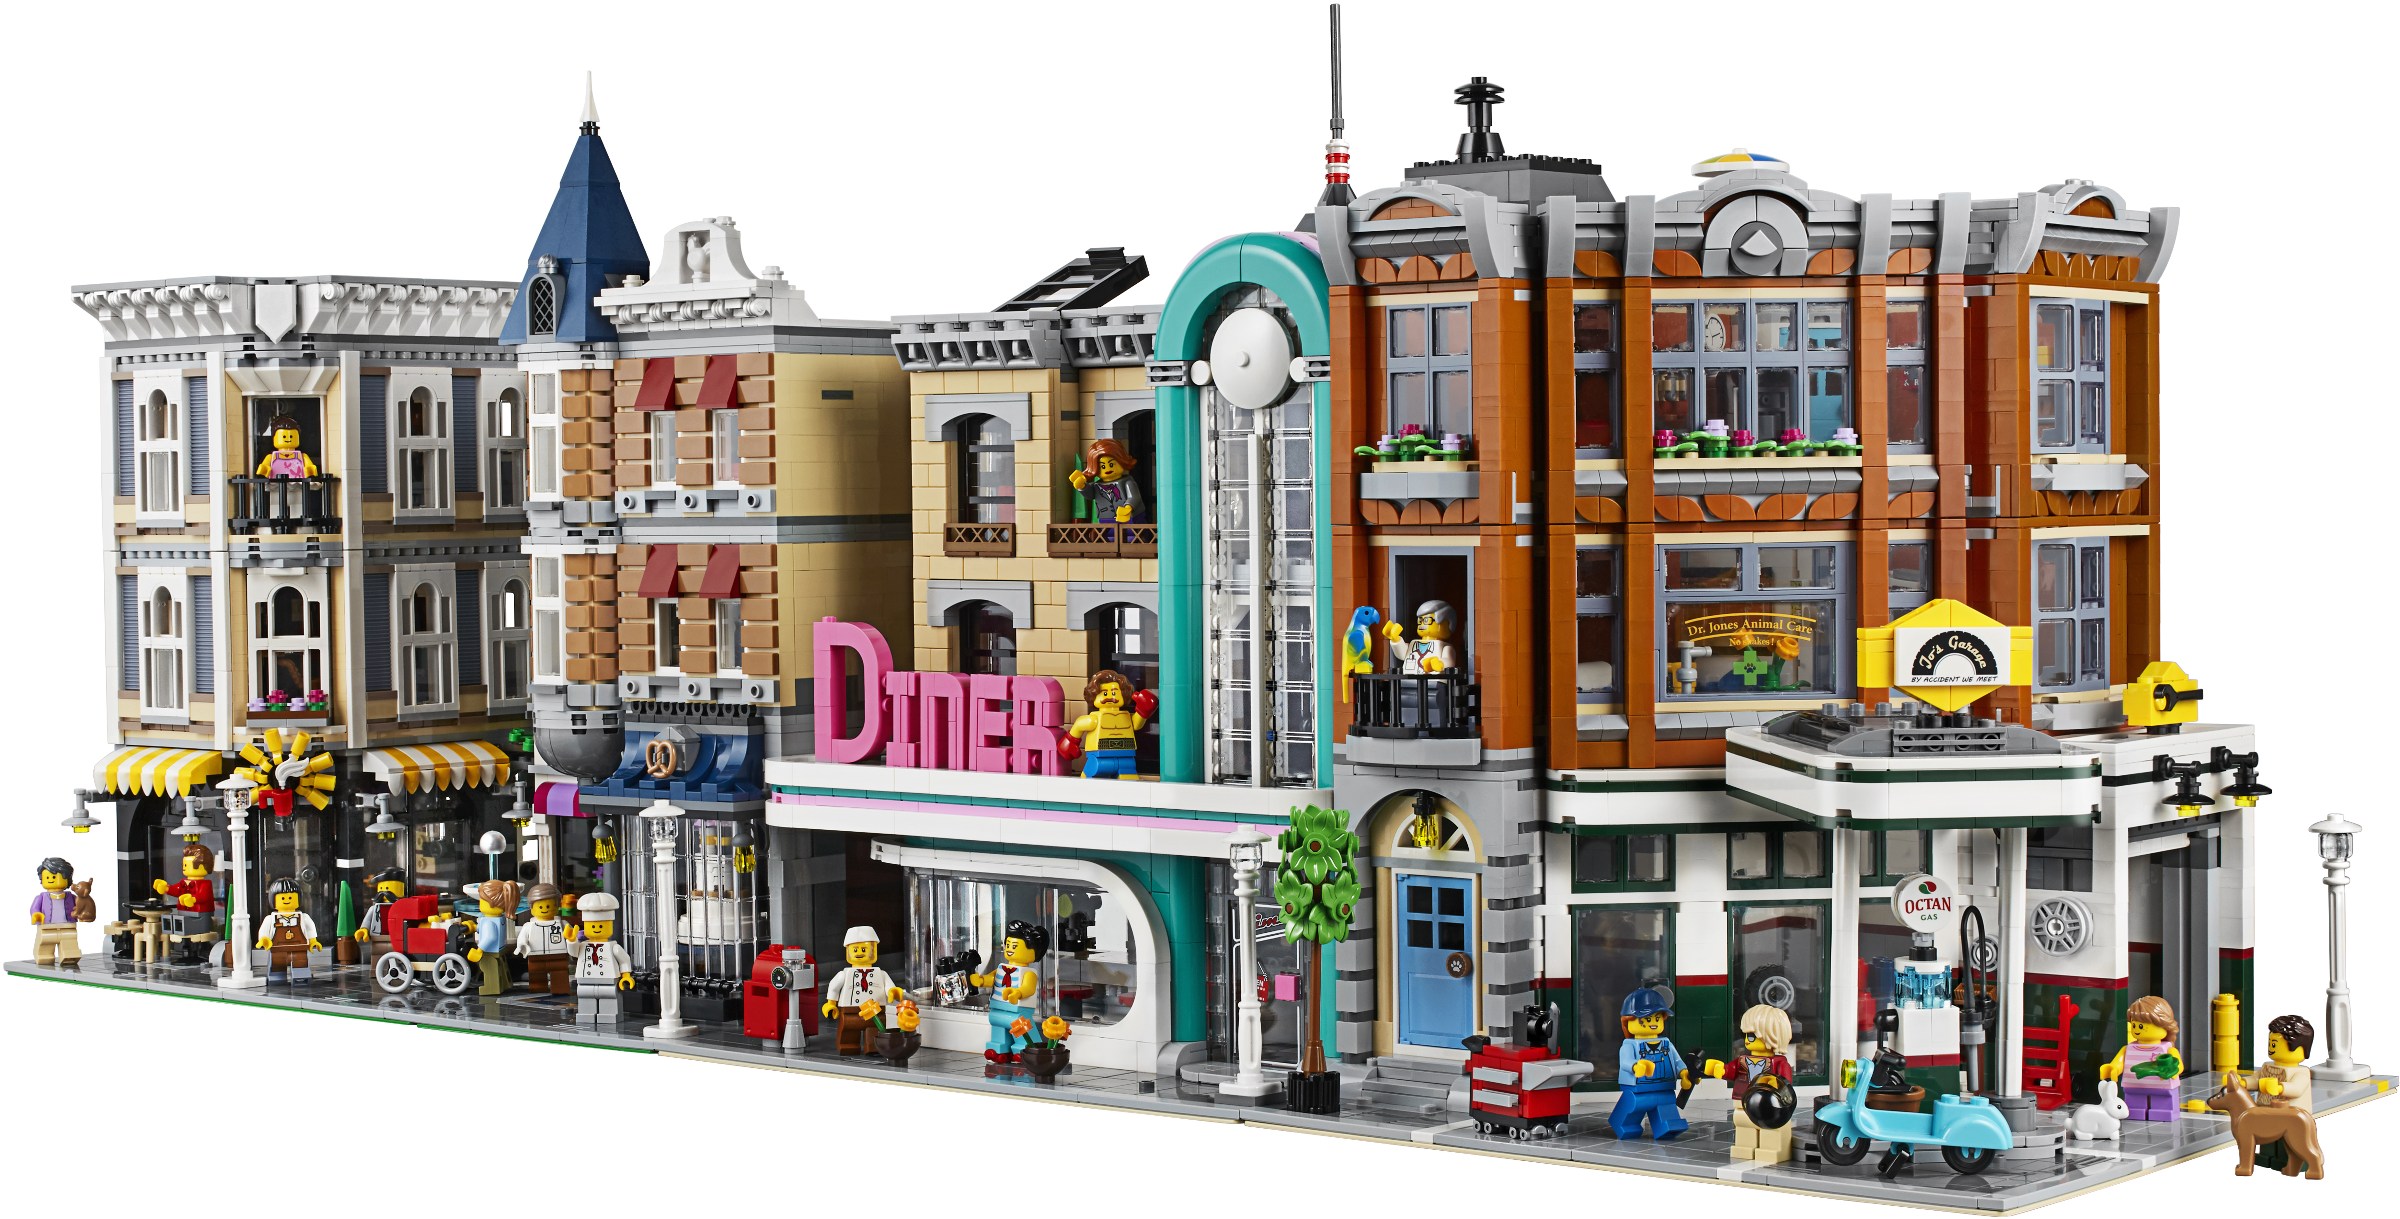 DINER
Dr. Jones Animal Care
No Snakes!
Jo's Garage
BY ACCIDENT WE MEET
OCTAN
GAS